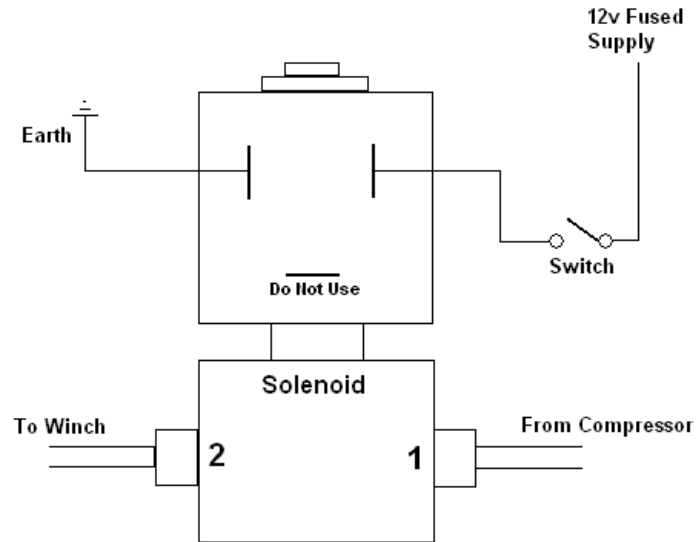 12v Fused
Supply
Earth
Switch
Do Not Use
Solenoid
To Winch
From Compressor
2
1